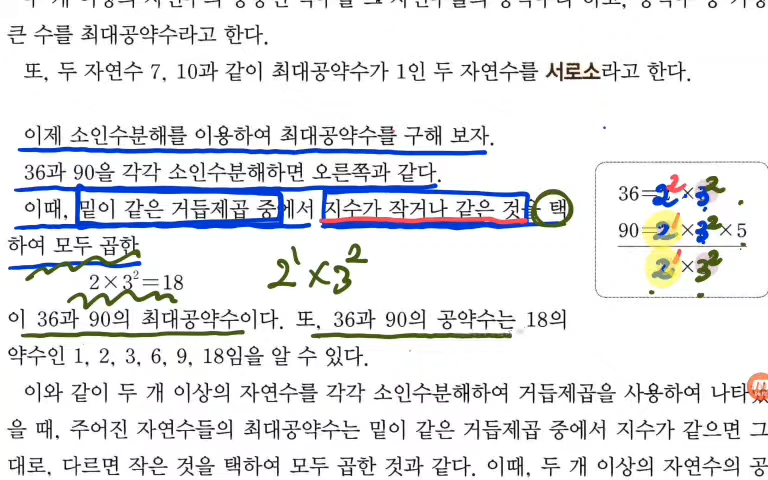 큰 수를 최대공약수라고 한다.
또, 두 자연수 7, 10과 같이 최대공약수가 1인 두 자연수를 서로소라고 한다.
이제 소인수분해를 이용하여 최대공약수를 구해 보자.
36과 90을 각각 소인수분해하면 오른쪽과 같다.
이때, 밑이 같은 거듭제곱 중에서 지수가 작거나 같은 것을 택
하여 모두 곱한
2×3²=18
2¹×3²
이 36과 90의 최대공약수이다. 또, 36과 90의 공약수는 18의
약수인 1, 2, 3, 6, 9, 18임을 알 수 있다.
이와 같이 두 개 이상의 자연수를 각각 소인수분해하여 거듭제곱을 사용하여 나타냈
을 때, 주어진 자연수들의 최대공약수는 밑이 같은 거듭제곱 중에서 지수가 같으면 그
대로, 다르면 작은 것을 택하여 모두 곱한 것과 같다. 이때, 두 개 이상의 자연수의 공
36=2²×3²
90=2¹×3²×5
2¹×3²